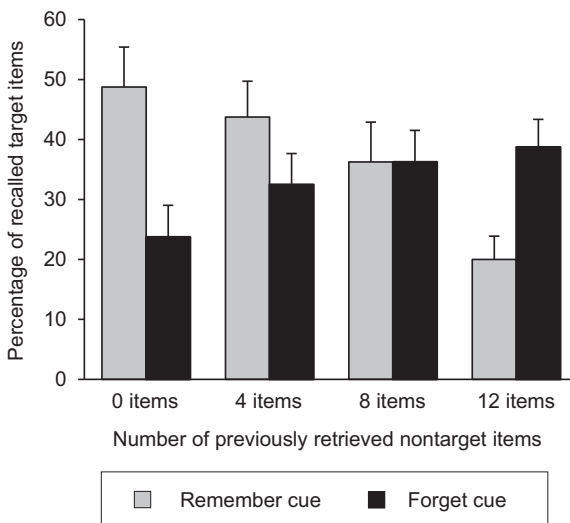 Percentage of recalled target items
60
50
40
30
20
10
0
0 items 4 items 8 items 12 items
Number of previously retrieved nontarget items
Remember cue Forget cue